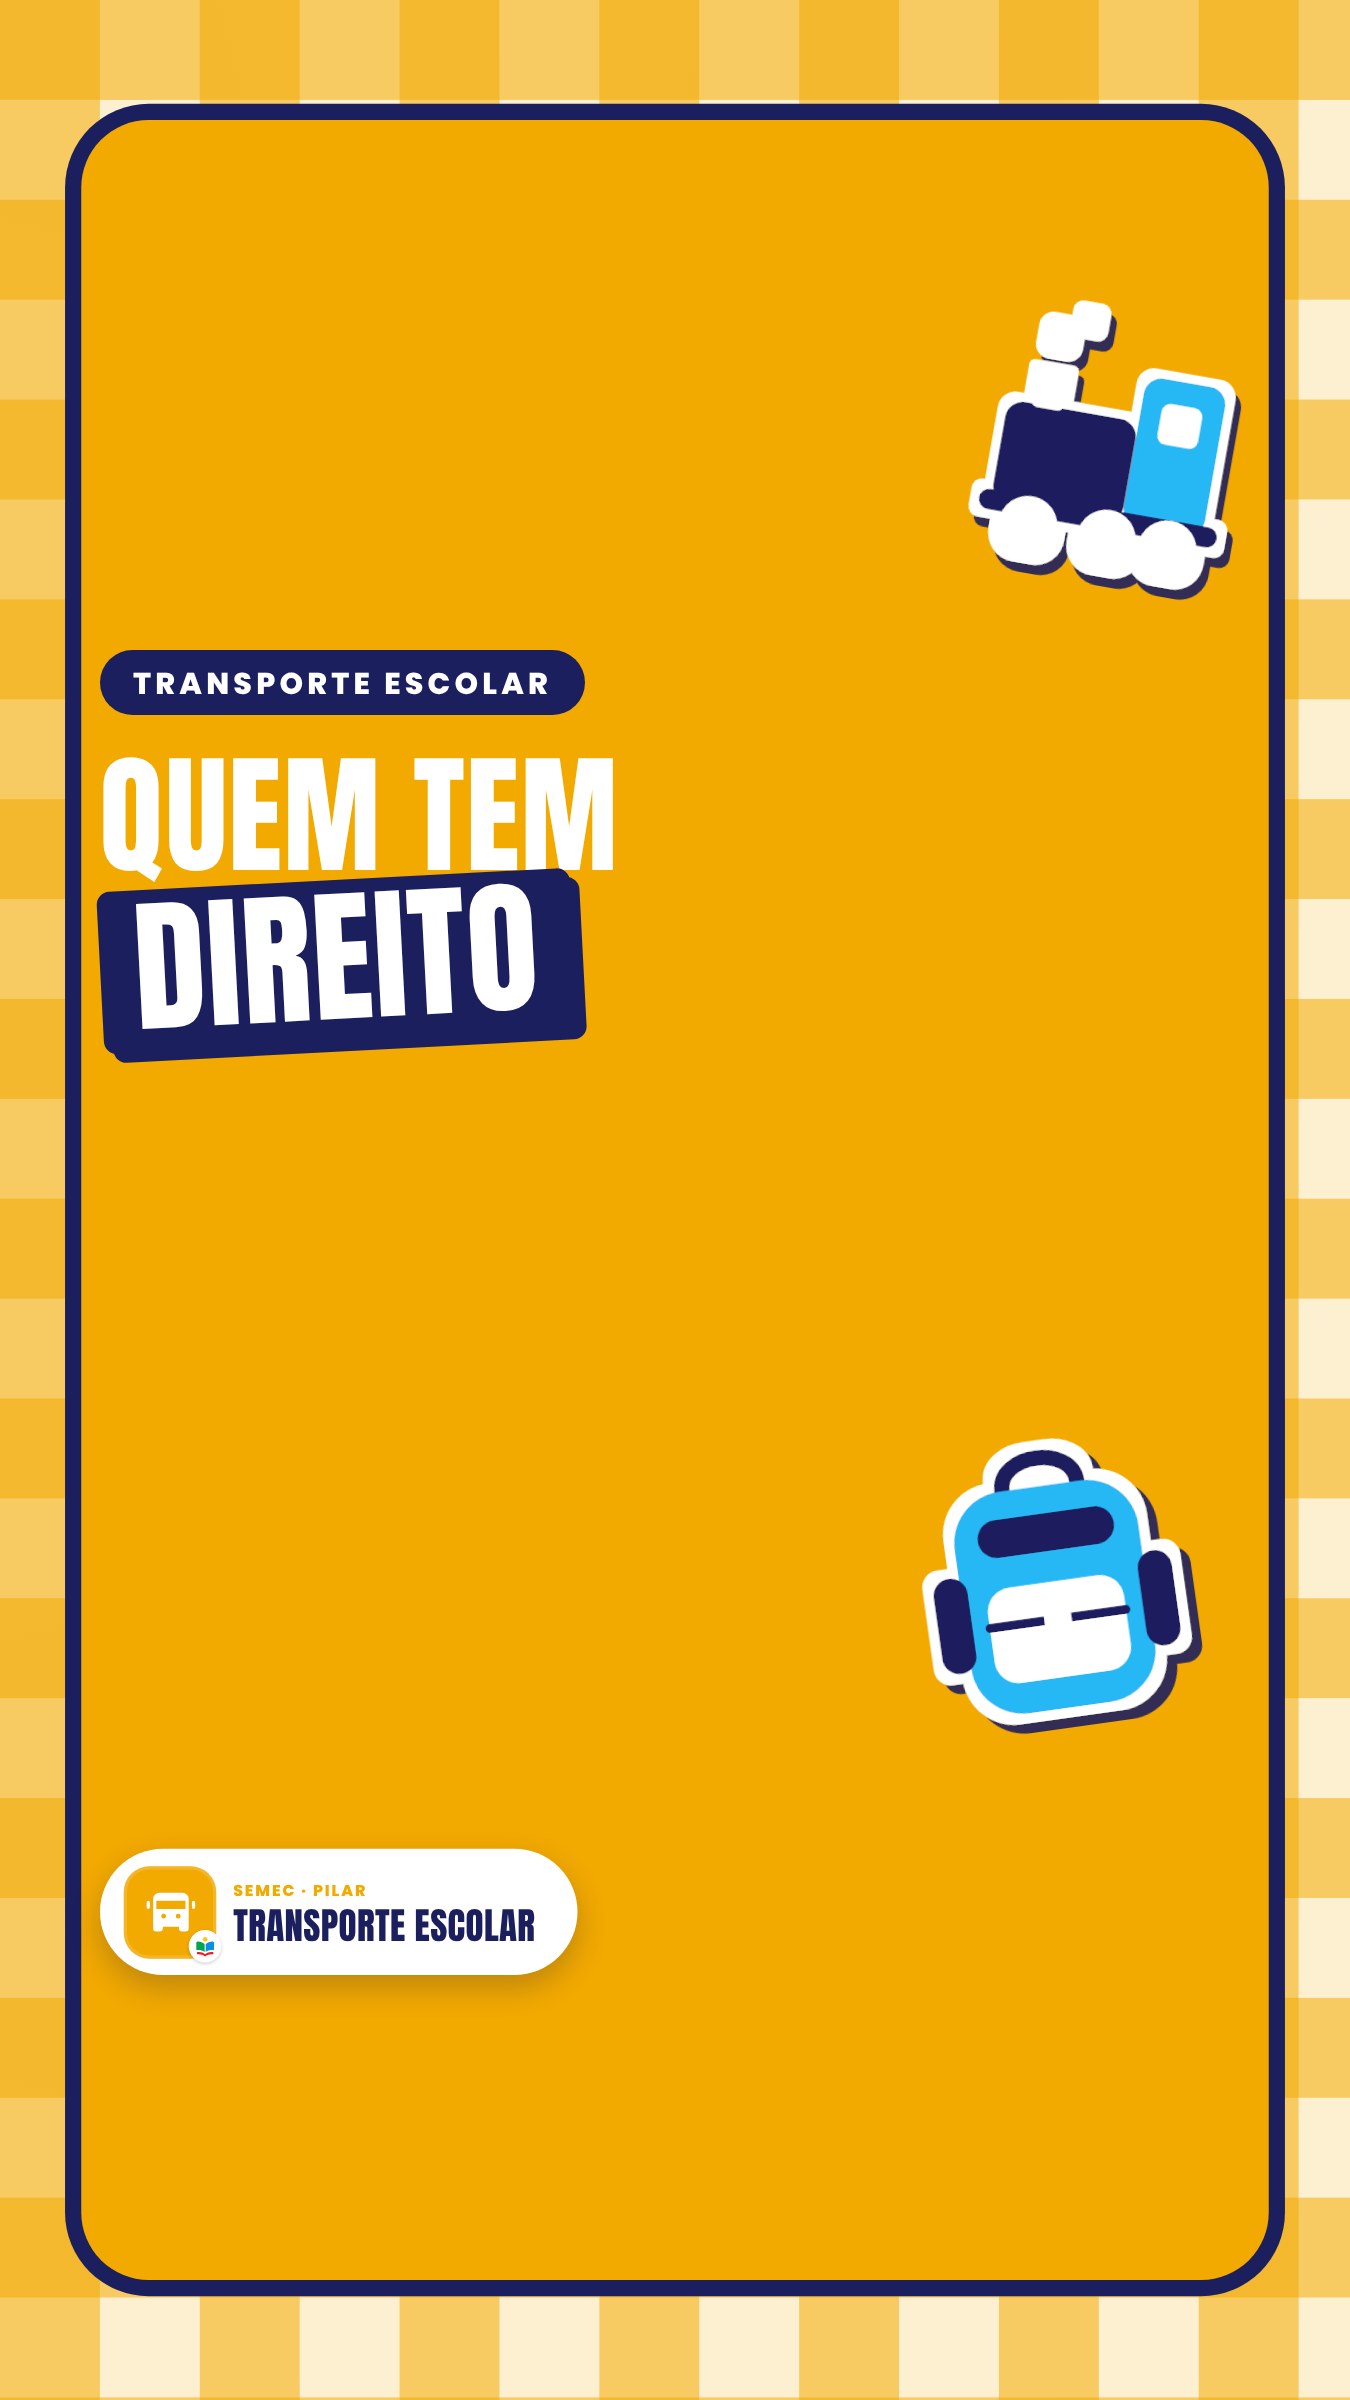 TRANSPORTE ESCOLAR
QUEM TEM
DIREITO
SEMEC · PILAR
TRANSPORTE ESCOLAR